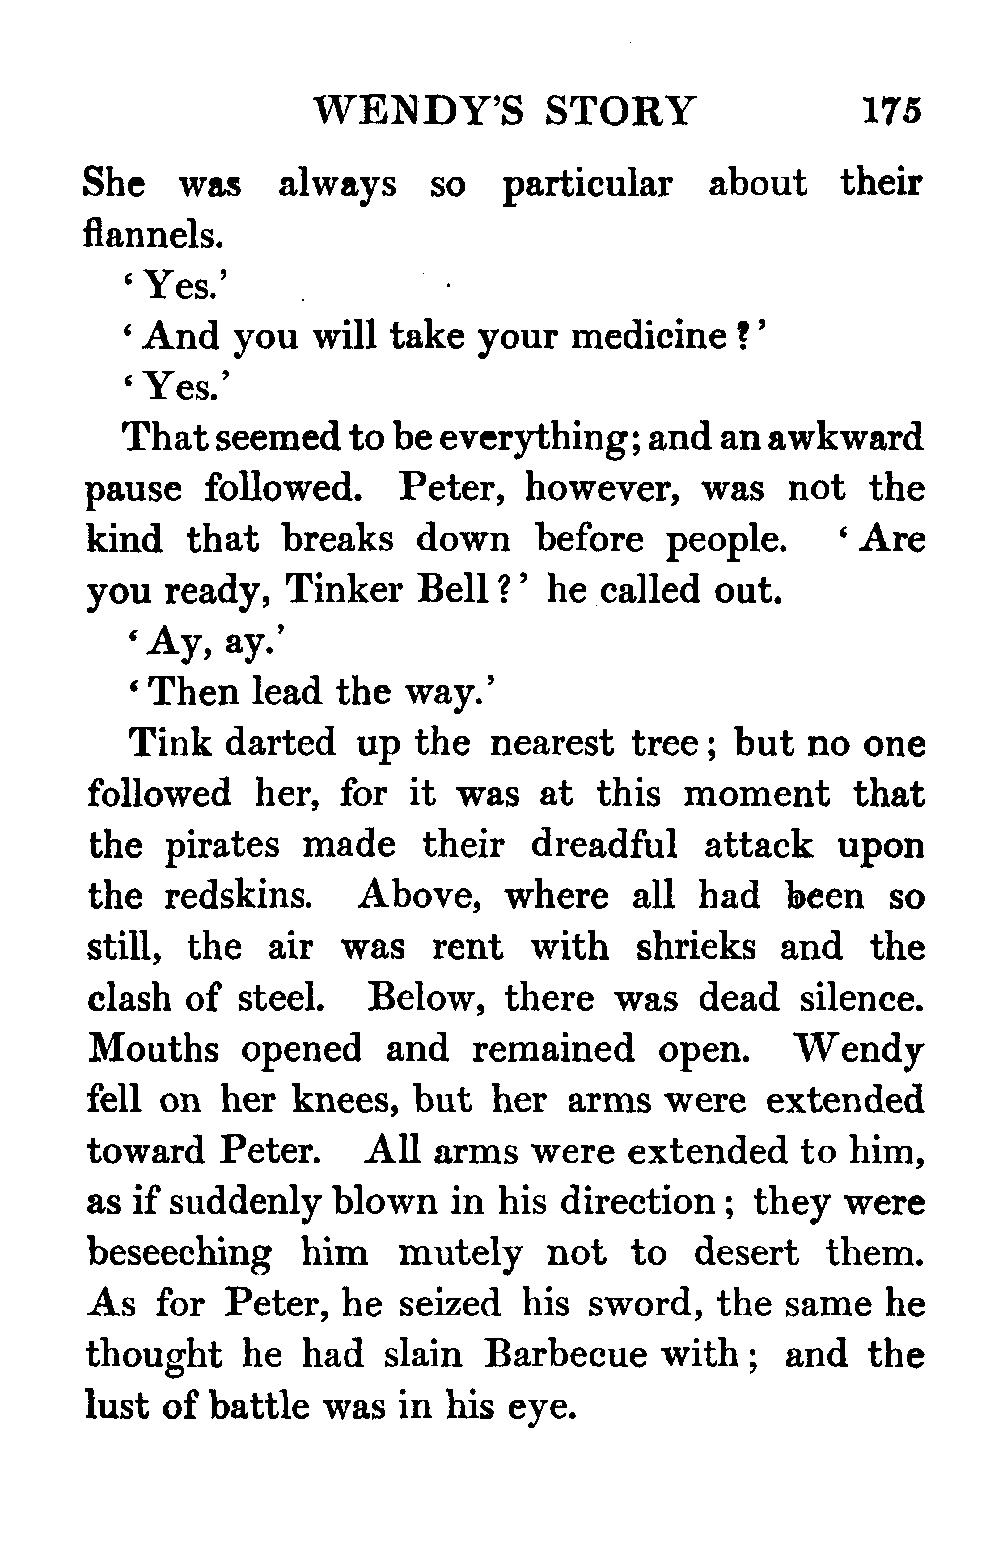 WENDY'S STORY 175
She was always so particular about their
flannels.
‘ Yes.’
‘ And you will take your medicine ? ’
‘ Yes.’
That seemed to be everything; and an awkward
pause followed. Peter, however, was not the
kind that breaks down before people. ‘ Are
you ready, Tinker Bell ? ’ he called out.
‘ Ay, ay.’
‘ Then lead the way.’
Tink darted up the nearest tree ; but no one
followed her, for it was at this moment that
the pirates made their dreadful attack upon
the redskins. Above, where all had been so
still, the air was rent with shrieks and the
clash of steel. Below, there was dead silence.
Mouths opened and remained open. Wendy
fell on her knees, but her arms were extended
toward Peter. All arms were extended to him,
as if suddenly blown in his direction ; they were
beseeching him mutely not to desert them.
As for Peter, he seized his sword, the same he
thought he had slain Barbecue with ; and the
lust of battle was in his eye.